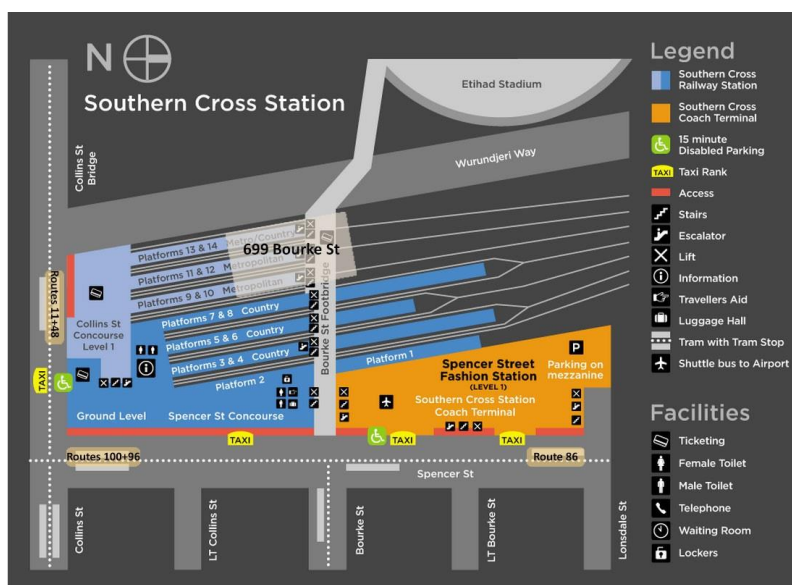 N
Southern Cross Station
Etihad Stadium
Wurundjeri Way
Collins St
Bridge
Platforms 13 & 14 Metro/Country
699 Bourke St
Platforms 11 & 12 Metropolitan
Platforms 9 & 10 Metropolitan
Platforms 7 & 8 Country
Platforms 5 & 6 Country
Platforms 3 & 4 Country
Platform 2
Platform 1
Bourke St Footbridge
Routes 11+48
Collins St
Concourse
Level 1
TAXI
Ground Level
Spencer St Concourse
Spencer Street
Fashion Station
(LEVEL 1)
Southern Cross Station
Coach Terminal
P
Parking on
mezzanine
TAXI
TAXI
TAXI
Routes 100+96
Route 86
Spencer St
Collins St
LT Collins St
Bourke St
LT Bourke St
Lonsdale St
Legend
Southern Cross
Railway Station
Southern Cross
Coach Terminal
15 minute
Disabled Parking
TAXI Taxi Rank
Access
Stairs
Escalator
Lift
Information
Travellers Aid
Luggage Hall
Tram with Tram Stop
Shuttle bus to Airport
Facilities
Ticketing
Female Toilet
Male Toilet
Telephone
Waiting Room
Lockers